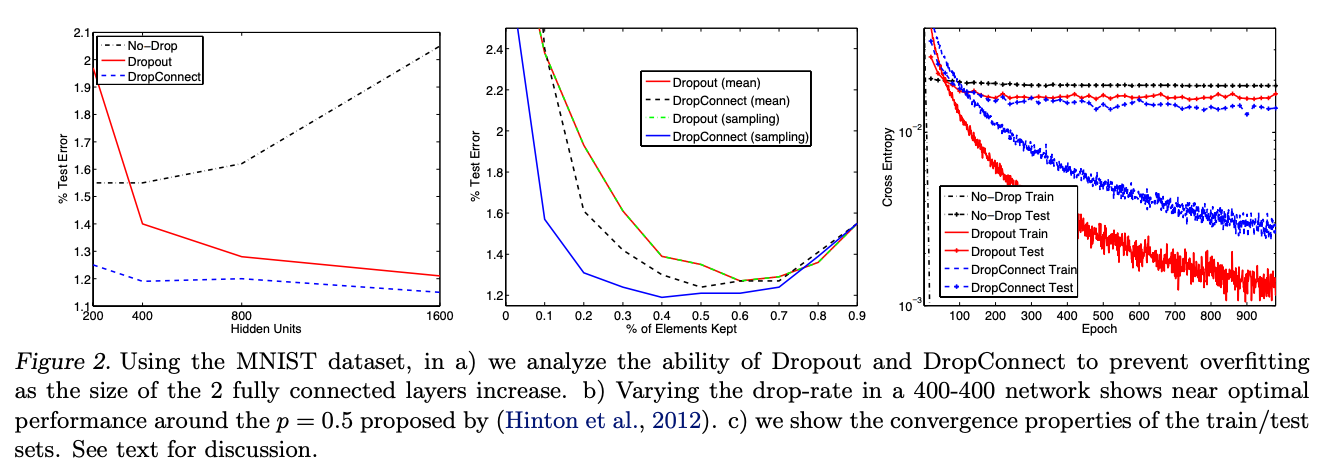 2.1
2
1.9
1.8
1.7
1.6
1.5
1.4
1.3
1.2
1.1
% Test Error
No−Drop
Dropout
DropConnect
200 400 800 1600
Hidden Units
2.4
2.2
2
1.8
1.6
1.4
1.2
% Test Error
Dropout (mean)
DropConnect (mean)
Dropout (sampling)
DropConnect (sampling)
0 0.1 0.2 0.3 0.4 0.5 0.6 0.7 0.8 0.9
% of Elements Kept
10−2
10−3
Cross Entropy
No−Drop Train
No−Drop Test
Dropout Train
Dropout Test
DropConnect Train
DropConnect Test
100 200 300 400 500 600 700 800 900
Epoch
Figure 2. Using the MNIST dataset, in a) we analyze the ability of Dropout and DropConnect to prevent overfitting
as the size of the 2 fully connected layers increase. b) Varying the drop-rate in a 400-400 network shows near optimal
performance around the p = 0.5 proposed by (Hinton et al., 2012). c) we show the convergence properties of the train/test
sets. See text for discussion.